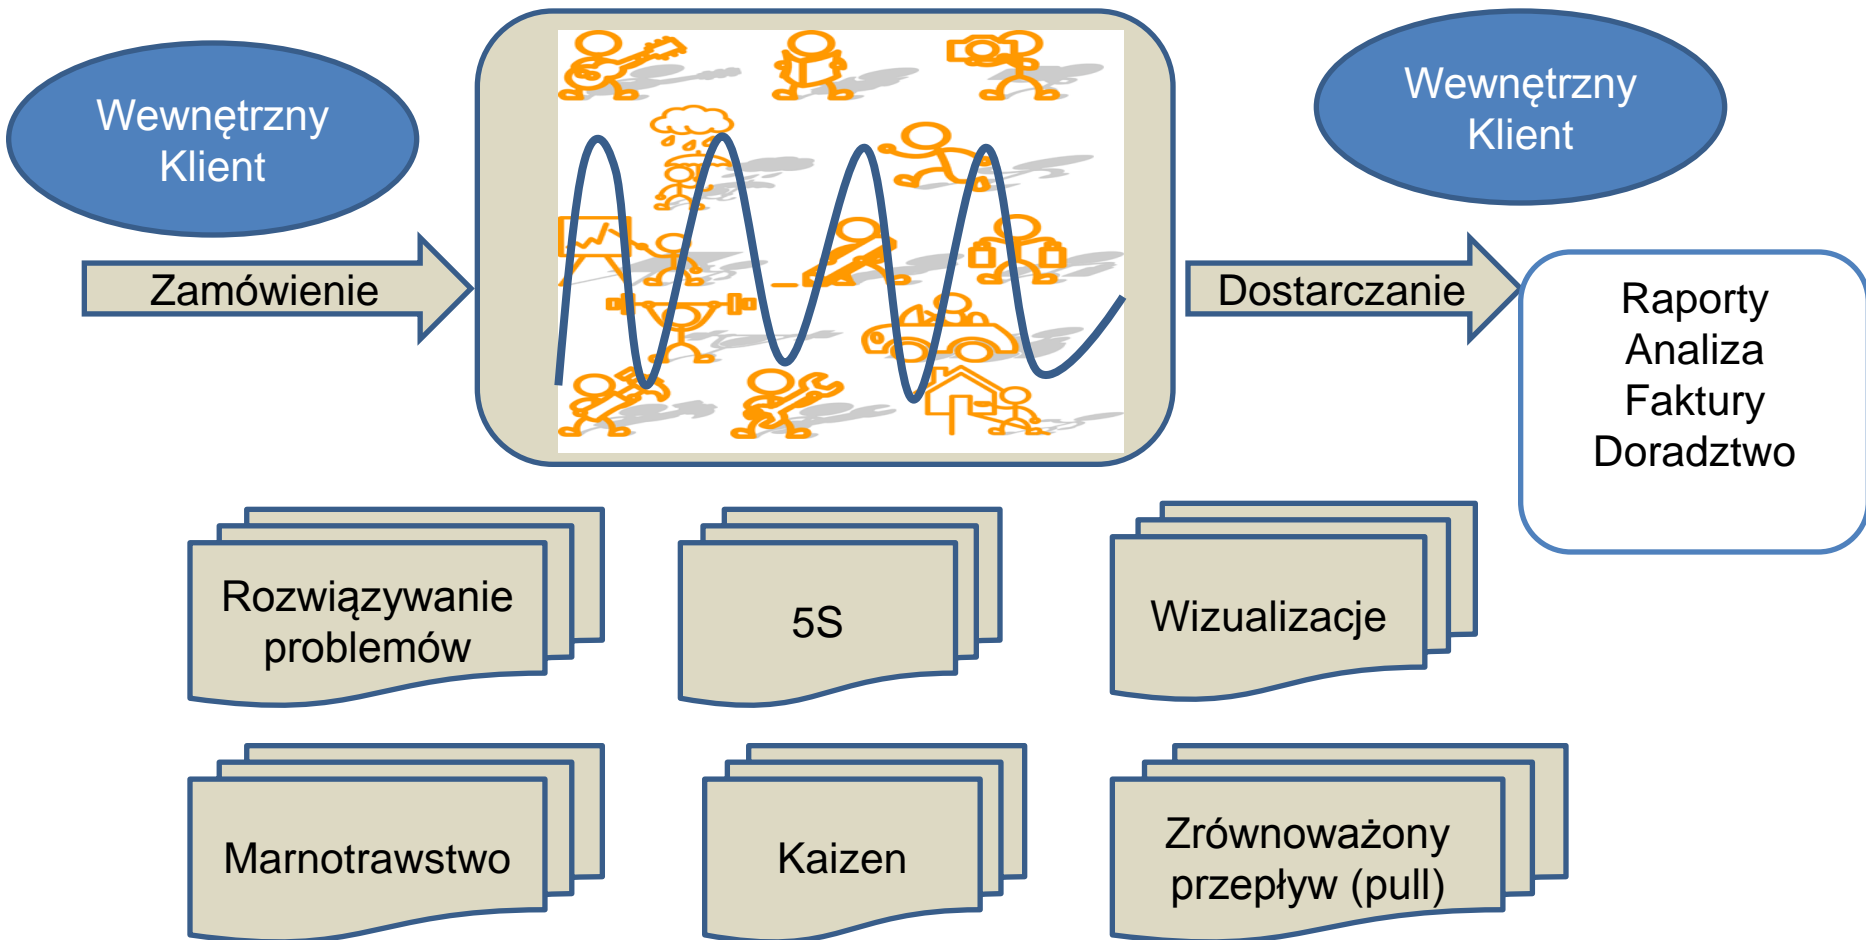 Wewnętrzny
Klient
Wewnętrzny
Klient
Zamówienie
Dostarczanie
Raporty
Analiza
Faktury
Doradztwo
Rozwiązywanie
problemów
5S
Wizualizacje
Marnotrawstwo
Kaizen
Zrównoważony
przepływ (pull)